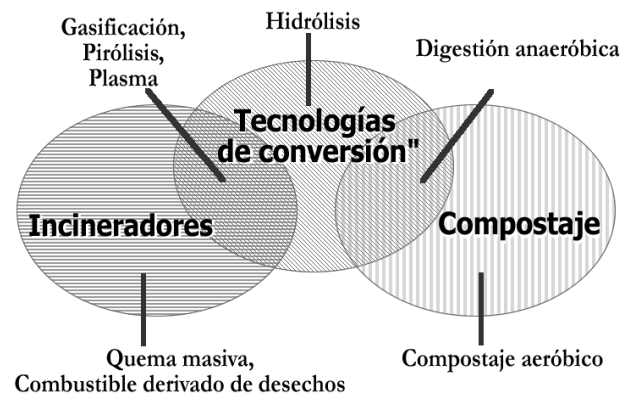 Gasificación,
Pirólisis,
Plasma
Hidrólisis
Digestión anaeróbica
Tecnologías
de conversión"
Incineradores
Compostaje
Quema masiva,
Combustible derivado de desechos
Compostaje aeróbico